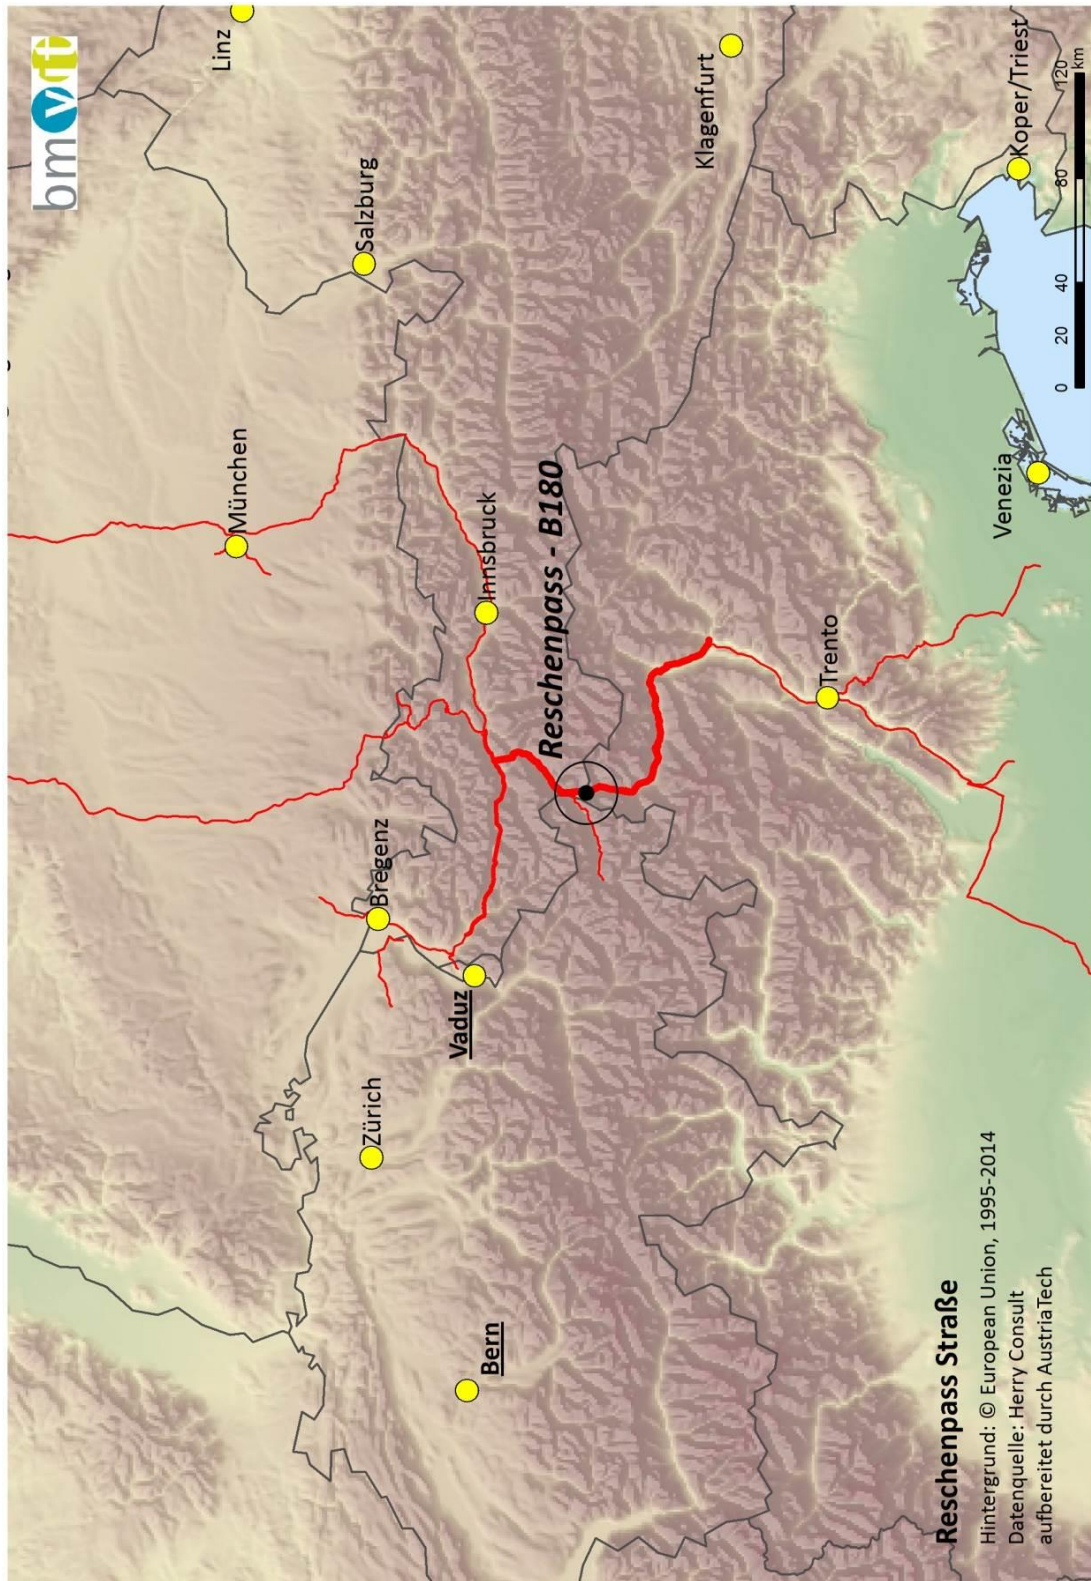 bmvit
Linz
München
Salzburg
Zürich
Bregenz
Vaduz
Innsbruck
Bern
Reschenpass - B180
Klagenfurt
Trento
Venezia
Koper/Triest
0 20 40 80 120 km
Reschenpass Straße
Hintergrund: © European Union, 1995-2014
Datenquelle: Herry Consult
aufbereitet durch AustriaTech